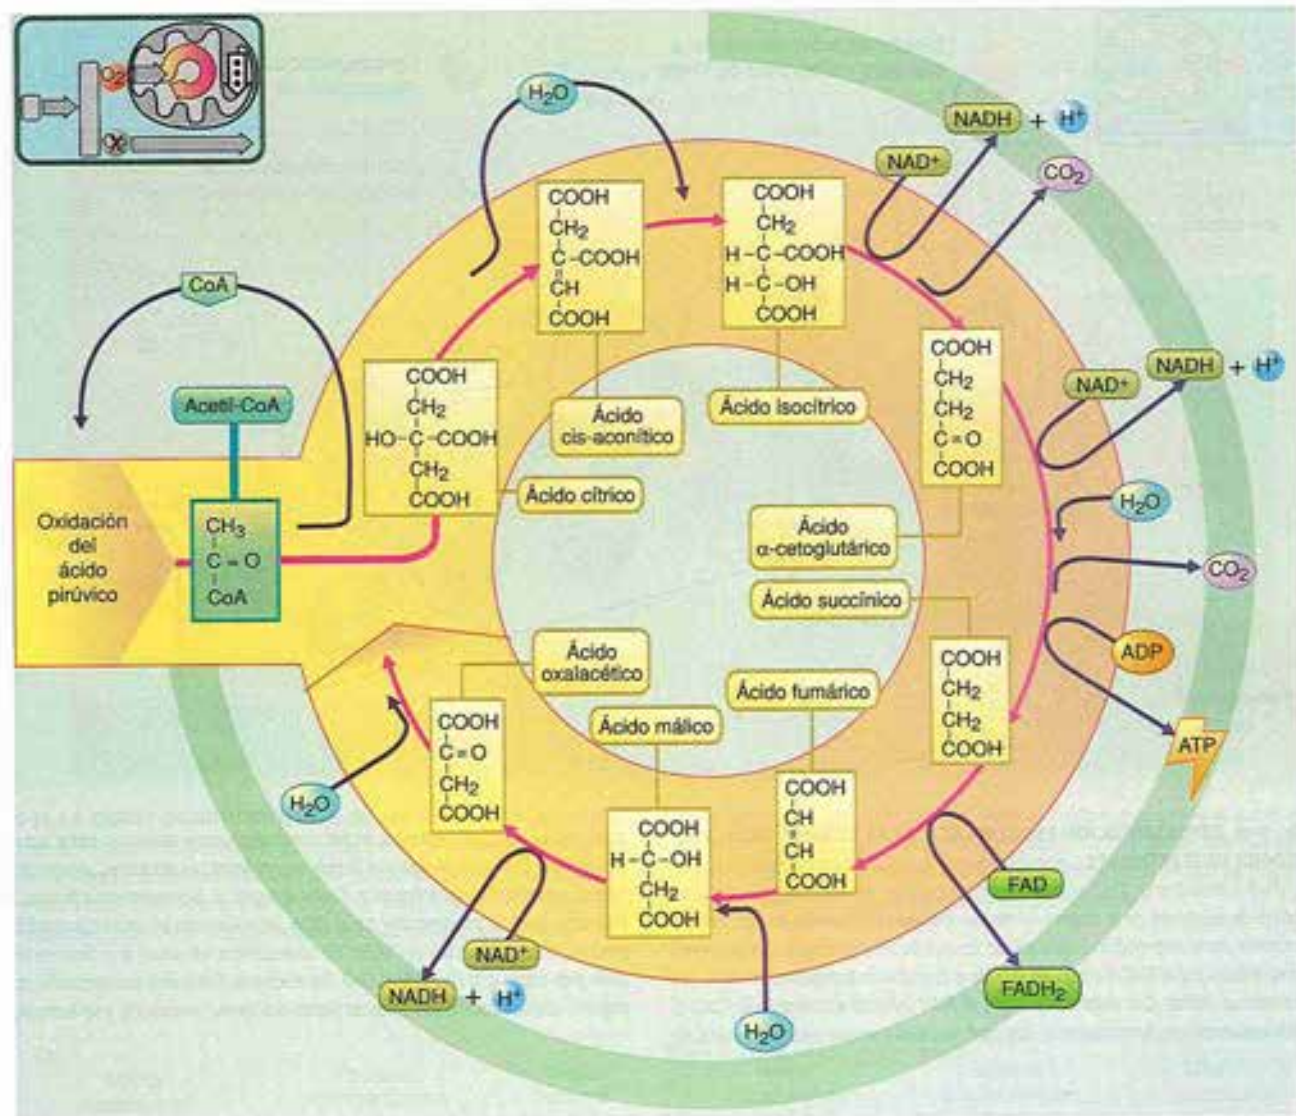 O₂
X
H₂O
NADH + H⁺
NAD⁺
CO₂
COOH
CH₂
C–COOH
CH
COOH
COOH
CH₂
H–C–COOH
H–C–OH
COOH
CoA
Acetil-CoA
COOH
CH₂
HO–C–COOH
CH₂
COOH
Ácido
cis-aconítico
Ácido Isocítrico
COOH
CH₂
CH₂
C=O
COOH
NAD⁺
NADH + H⁺
Ácido cítrico
H₂O
Oxidación
del
ácido
pirúvico
CH₃
C=O
CoA
Ácido
α-cetoglutárico
CO₂
Ácido succínico
Ácido
oxalacético
Ácido fumárico
Ácido málico
COOH
CH₂
CH₂
COOH
ADP
ATP
COOH
C=O
CH₂
COOH
H₂O
COOH
H–C–OH
CH₂
COOH
COOH
CH
CH
COOH
FAD
NAD⁺
NADH + H⁺
FADH₂
H₂O